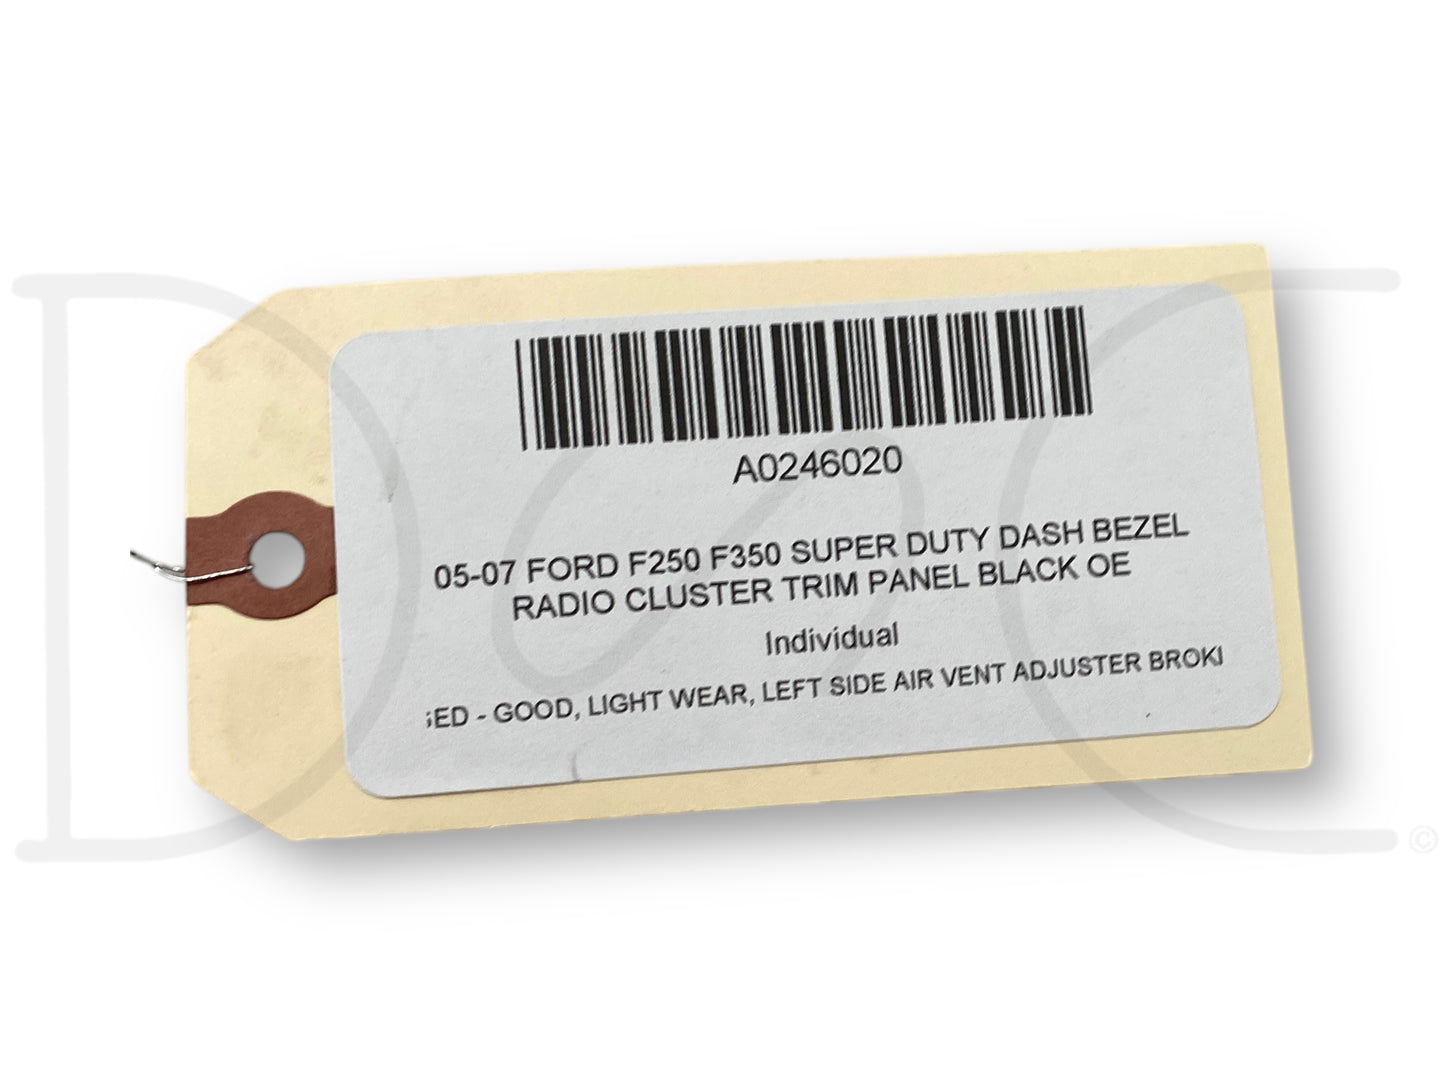 A0246020
05-07 FORD F250 F350 SUPER DUTY DASH BEZEL
RADIO CLUSTER TRIM PANEL BLACK OE
Individual
- GOOD, LIGHT WEAR, LEFT SIDE AIR VENT ADJUSTER